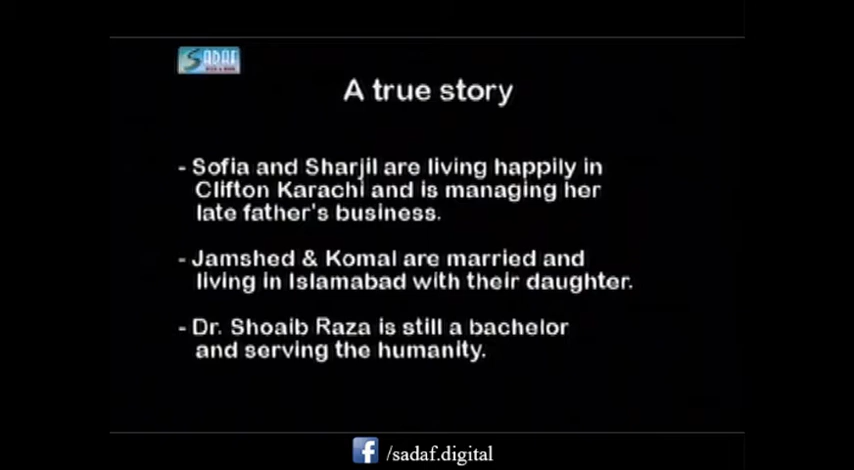 SADAF
A true story
- Sofia and Sharjil are living happily in
Clifton Karachi and is managing her
late father's business.
- Jamshed & Komal are married and
living in Islamabad with their daughter.
- Dr. Shoaib Raza is still a bachelor
and serving the humanity.
f /sadaf.digital